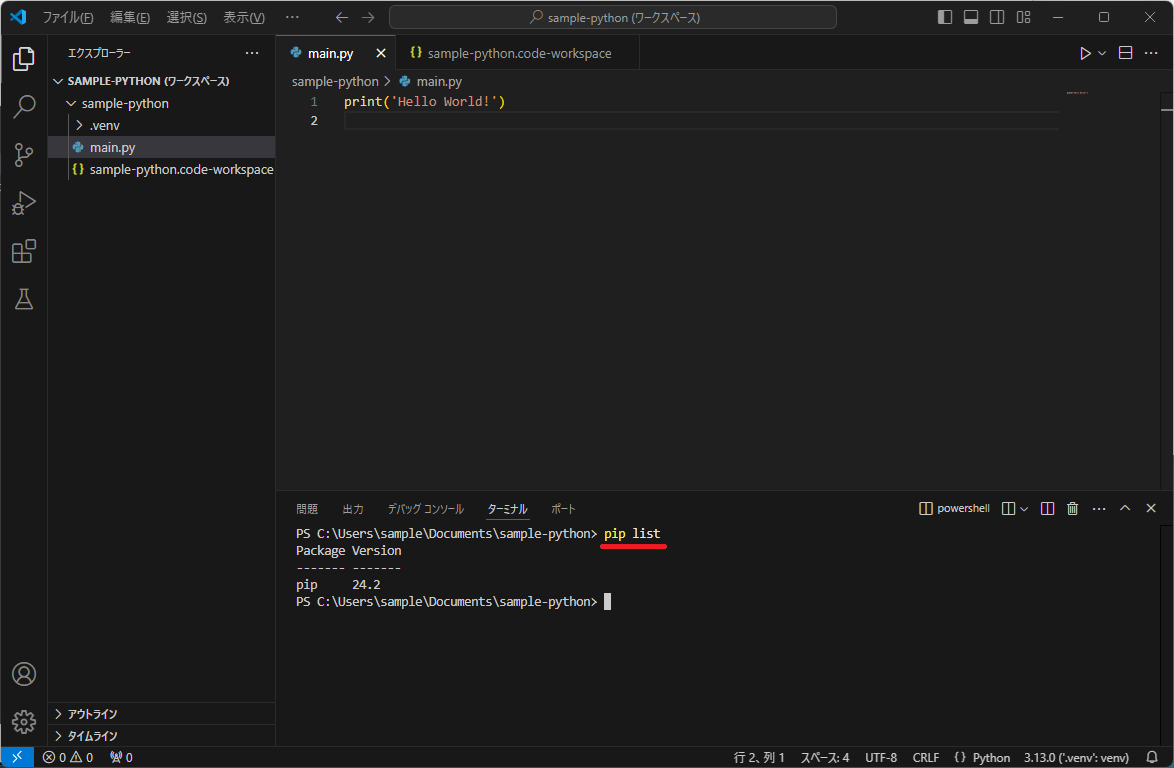 ファイル(F) 編集(E) 選択(S) 表示(V) ··· sample-python (ワークスペース)
エクスプローラー
SAMPLE-PYTHON (ワークスペース)
sample-python
.venv
main.py
sample-python.code-workspace
main.py sample-python.code-workspace
sample-python > main.py
1 print('Hello World!')
2
問題 出力 デバッグ コンソール ターミナル ポート powershell
PS C:\Users\sample\Documents\sample-python> pip list
Package Version
------- -------
pip 24.2
PS C:\Users\sample\Documents\sample-python>
アウトライン
タイムライン
0 0 0 行 2、列 1 スペース: 4 UTF-8 CRLF {} Python 3.13.0 ('.venv': venv)